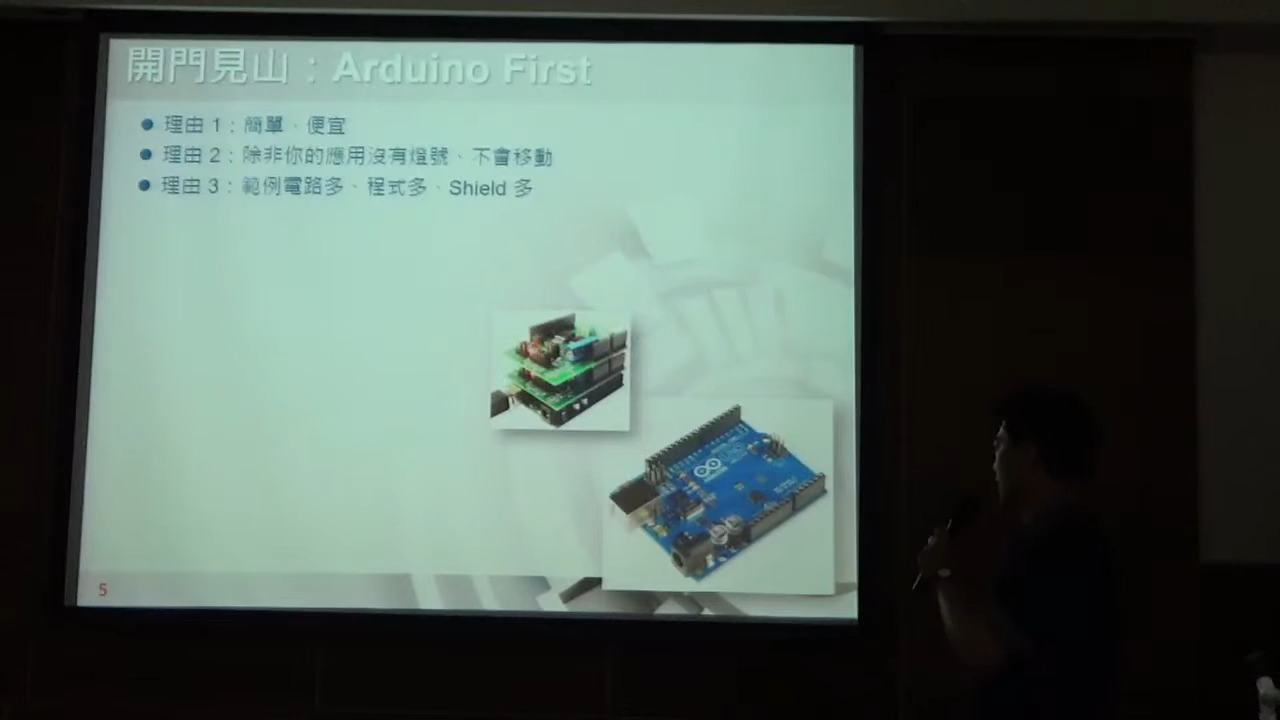 開門見山：Arduino First
理由 1：簡單、便宜
理由 2：除非你的應用沒有燈號、不會移動
理由 3：範例電路多、程式多、Shield 多
5